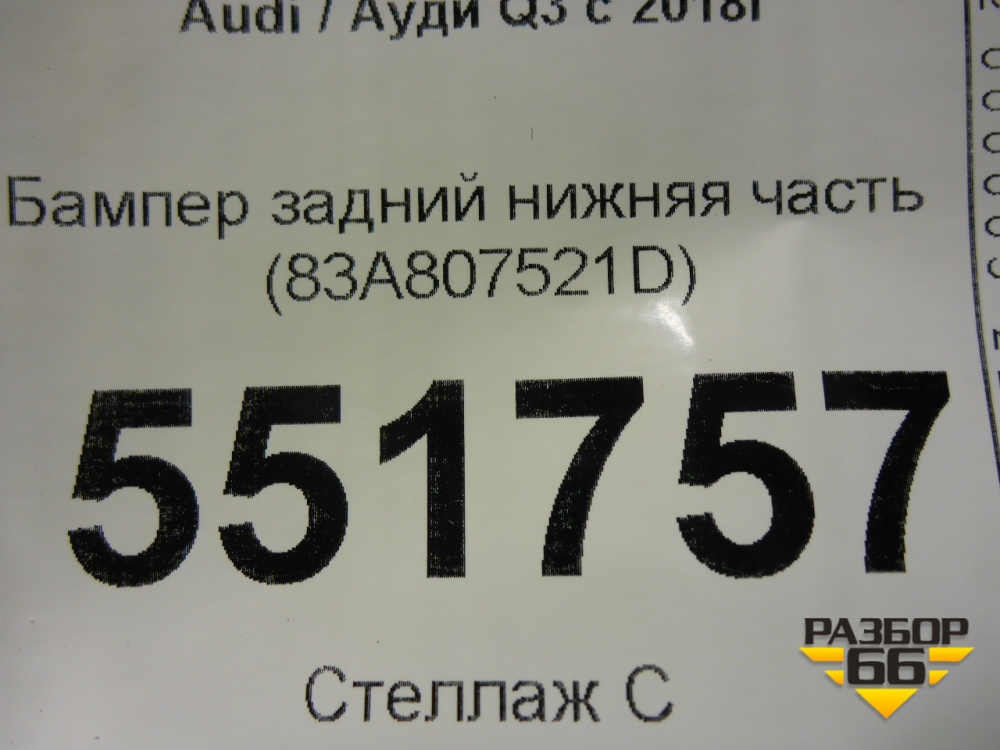 Audi / Ауди Q3 с 2018г
Бампер задний нижняя часть
(83A807521D)
551757
Стеллаж С
РАЗБОР
66